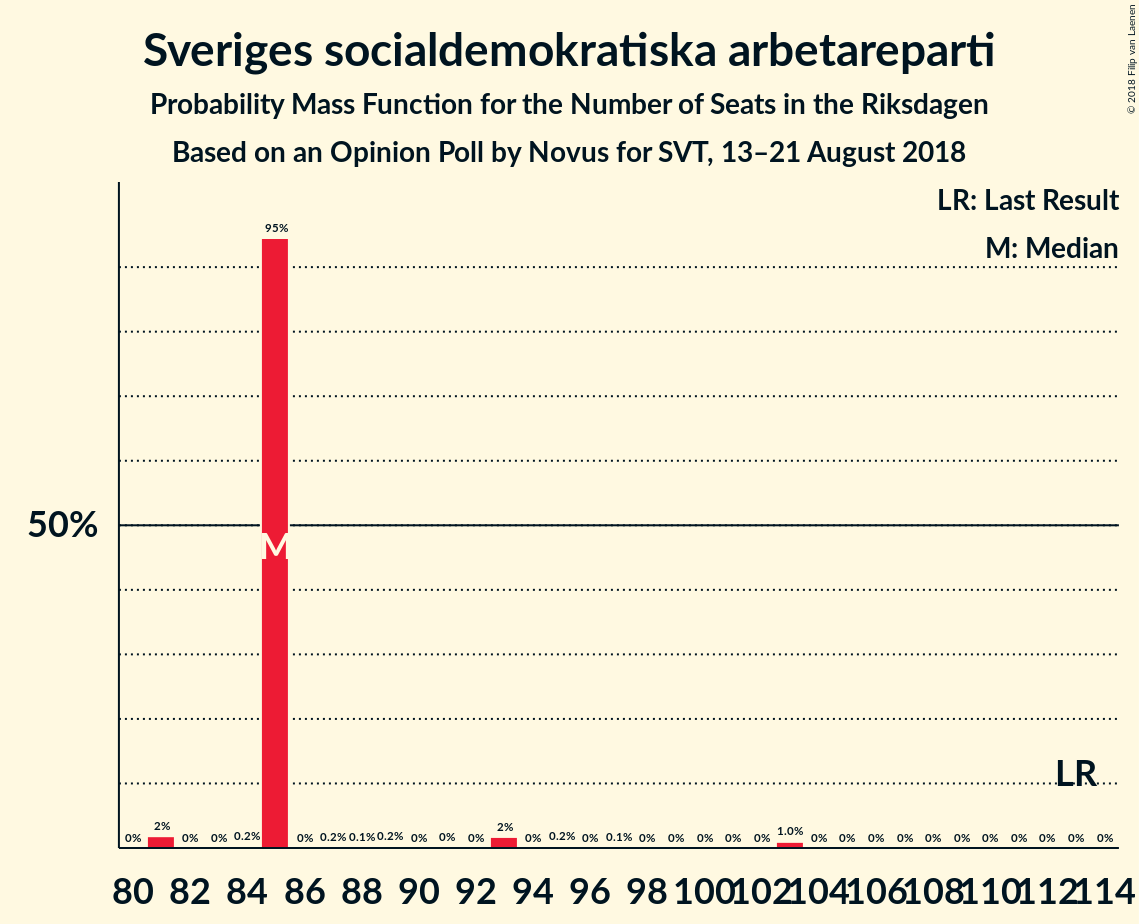 Sveriges socialdemokratiska arbetareparti
Probability Mass Function for the Number of Seats in the Riksdagen
Based on an Opinion Poll by Novus for SVT, 13–21 August 2018
© 2018 Filip van Laenen
LR: Last Result
M: Median
95%
50%
M
LR
0% 2% 0% 0% 0.2% 0% 0.2% 0.1% 0.2% 0% 0% 0% 2% 0% 0.2% 0% 0.1% 0% 0% 0% 0% 0% 1.0% 0% 0% 0% 0% 0% 0% 0% 0% 0% 0% 0%
80 82 84 86 88 90 92 94 96 98 100 102 104 106 108 110 112 114